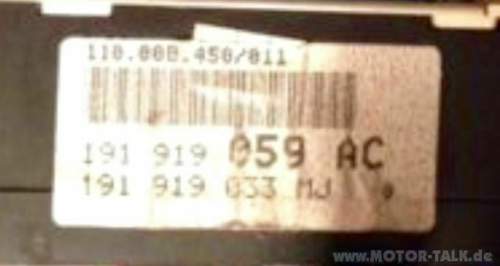 110.008.450/011
191 919 059 AC
191 919 033 MJ
www.MOTOR-TALK.de